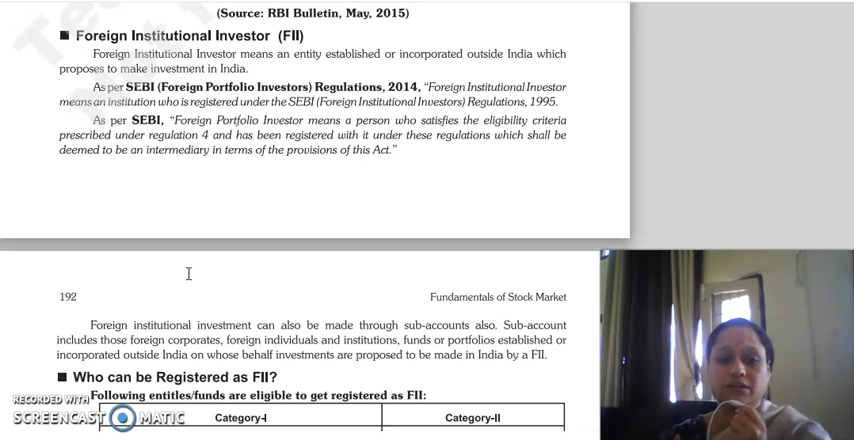 (Source: RBI Bulletin, May, 2015)
■ Foreign Institutional Investor (FII)
Foreign Institutional Investor means an entity established or incorporated outside India which
proposes to make investment in India.
As per SEBI (Foreign Portfolio Investors) Regulations, 2014, “Foreign Institutional Investor
means an institution who is registered under the SEBI (Foreign Institutional Investors) Regulations, 1995.
As per SEBI, “Foreign Portfolio Investor means a person who satisfies the eligibility criteria
prescribed under regulation 4 and has been registered with it under these regulations which shall be
deemed to be an intermediary in terms of the provisions of this Act.”
192 Fundamentals of Stock Market
Foreign institutional investment can also be made through sub-accounts also. Sub-account
includes those foreign corporates, foreign individuals and institutions, funds or portfolios established or
incorporated outside India on whose behalf investments are proposed to be made in India by a FII.
■ Who can be Registered as FII?
Following entitles/funds are eligible to get registered as FII:
Category-I Category-II
RECORDED WITH
SCREENCAST MATIC